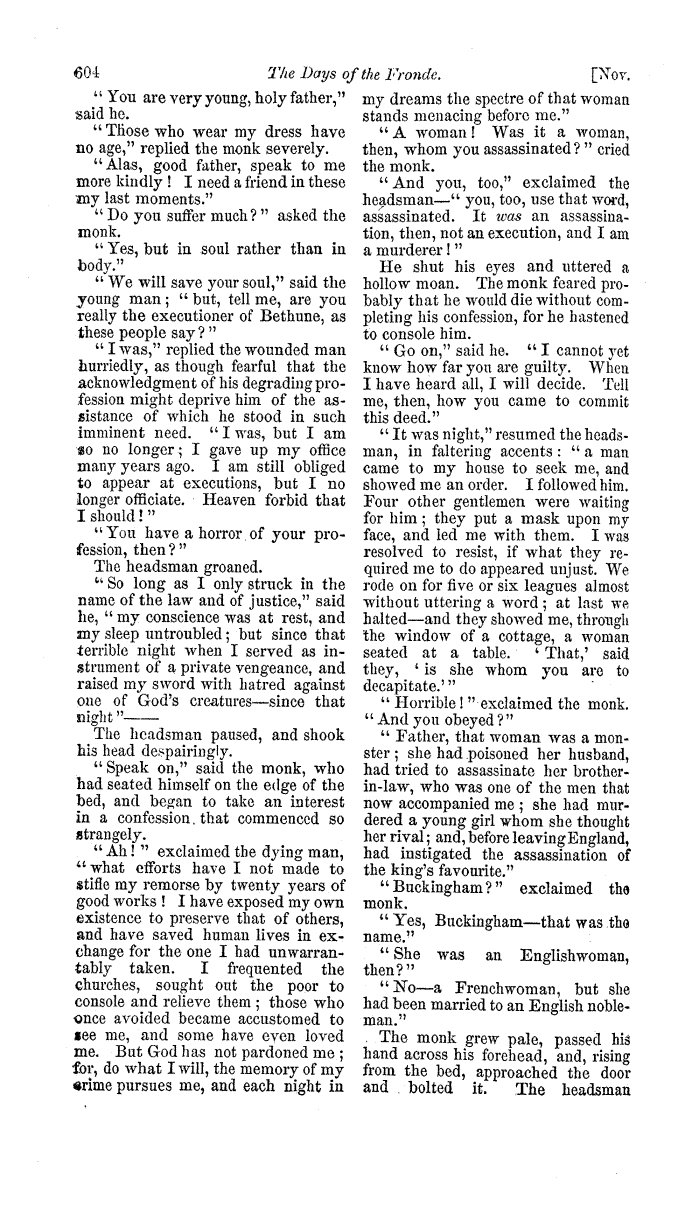 604
The Days of the Fronde.
[Nov.
“ You are very young, holy father,”
said he.
“ Those who wear my dress have
no age,” replied the monk severely.
“ Alas, good father, speak to me
more kindly ! I need a friend in these
my last moments.”
“ Do you suffer much ? ” asked the
monk.
“ Yes, but in soul rather than in
body.”
“ We will save your soul,” said the
young man ; “ but, tell me, are you
really the executioner of Bethune, as
these people say ? ”
“ I was,” replied the wounded man
hurriedly, as though fearful that the
acknowledgment of his degrading pro-
fession might deprive him of the as-
sistance of which he stood in such
imminent need. “ I was, but I am
so no longer ; I gave up my office
many years ago. I am still obliged
to appear at executions, but I no
longer officiate. Heaven forbid that
I should ! ”
“ You have a horror of your pro-
fession, then ? ”
The headsman groaned.
“ So long as I only struck in the
name of the law and of justice,” said
he, “ my conscience was at rest, and
my sleep untroubled ; but since that
terrible night when I served as in-
strument of a private vengeance, and
raised my sword with hatred against
one of God's creatures—since that
night ”——
The headsman paused, and shook
his head despairingly.
“ Speak on,” said the monk, who
had seated himself on the edge of the
bed, and began to take an interest
in a confession that commenced so
strangely.
“ Ah ! ” exclaimed the dying man,
“ what efforts have I not made to
stifle my remorse by twenty years of
good works ! I have exposed my own
existence to preserve that of others,
and have saved human lives in ex-
change for the one I had unwarran-
tably taken. I frequented the
churches, sought out the poor to
console and relieve them ; those who
once avoided became accustomed to
see me, and some have even loved
me. But God has not pardoned me ;
for, do what I will, the memory of my
crime pursues me, and each night in
my dreams the spectre of that woman
stands menacing before me.”
“ A woman ! Was it a woman,
then, whom you assassinated ? ” cried
the monk.
“ And you, too,” exclaimed the
headsman—“ you, too, use that word,
assassinated. It was an assassina-
tion, then, not an execution, and I am
a murderer ! ”
He shut his eyes and uttered a
hollow moan. The monk feared pro-
bably that he would die without com-
pleting his confession, for he hastened
to console him.
“ Go on,” said he. “ I cannot yet
know how far you are guilty. When
I have heard all, I will decide. Tell
me, then, how you came to commit
this deed.”
“ It was night,” resumed the heads-
man, in faltering accents : “ a man
came to my house to seek me, and
showed me an order. I followed him.
Four other gentlemen were waiting
for him ; they put a mask upon my
face, and led me with them. I was
resolved to resist, if what they re-
quired me to do appeared unjust. We
rode on for five or six leagues almost
without uttering a word ; at last we
halted—and they showed me, through
the window of a cottage, a woman
seated at a table. ‘ That,’ said
they, ‘ is she whom you are to
decapitate.’ ”
“ Horrible ! ” exclaimed the monk.
“ And you obeyed ? ”
“ Father, that woman was a mon-
ster ; she had poisoned her husband,
had tried to assassinate her brother-
in-law, who was one of the men that
now accompanied me ; she had mur-
dered a young girl whom she thought
her rival ; and, before leaving England,
had instigated the assassination of
the king's favourite.”
“ Buckingham ? ” exclaimed the
monk.
“ Yes, Buckingham—that was the
name.”
“ She was an Englishwoman,
then ? ”
“ No—a Frenchwoman, but she
had been married to an English noble-
man.”
The monk grew pale, passed his
hand across his forehead, and, rising
from the bed, approached the door
and bolted it. The headsman